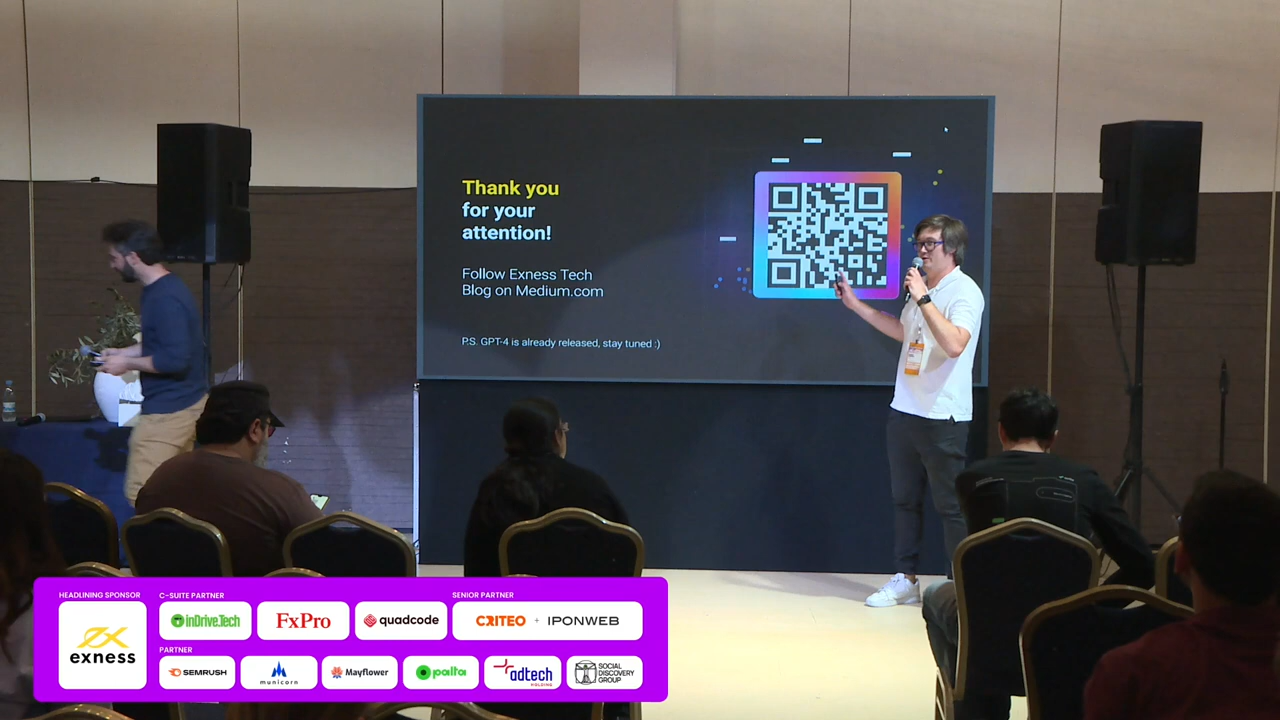 Thank you
for your
attention!
Follow Exness Tech
Blog on Medium.com
P.S. GPT-4 is already released, stay tuned :)
HEADLINING SPONSOR
exness
C-SUITE PARTNER
inDrive.Tech
FxPro
quadcode
SENIOR PARTNER
CRITEO + IPONWEB
PARTNER
SEMRUSH
municorn
Mayflower
palta
adtech
HOLDING
SOCIAL
DISCOVERY
GROUP